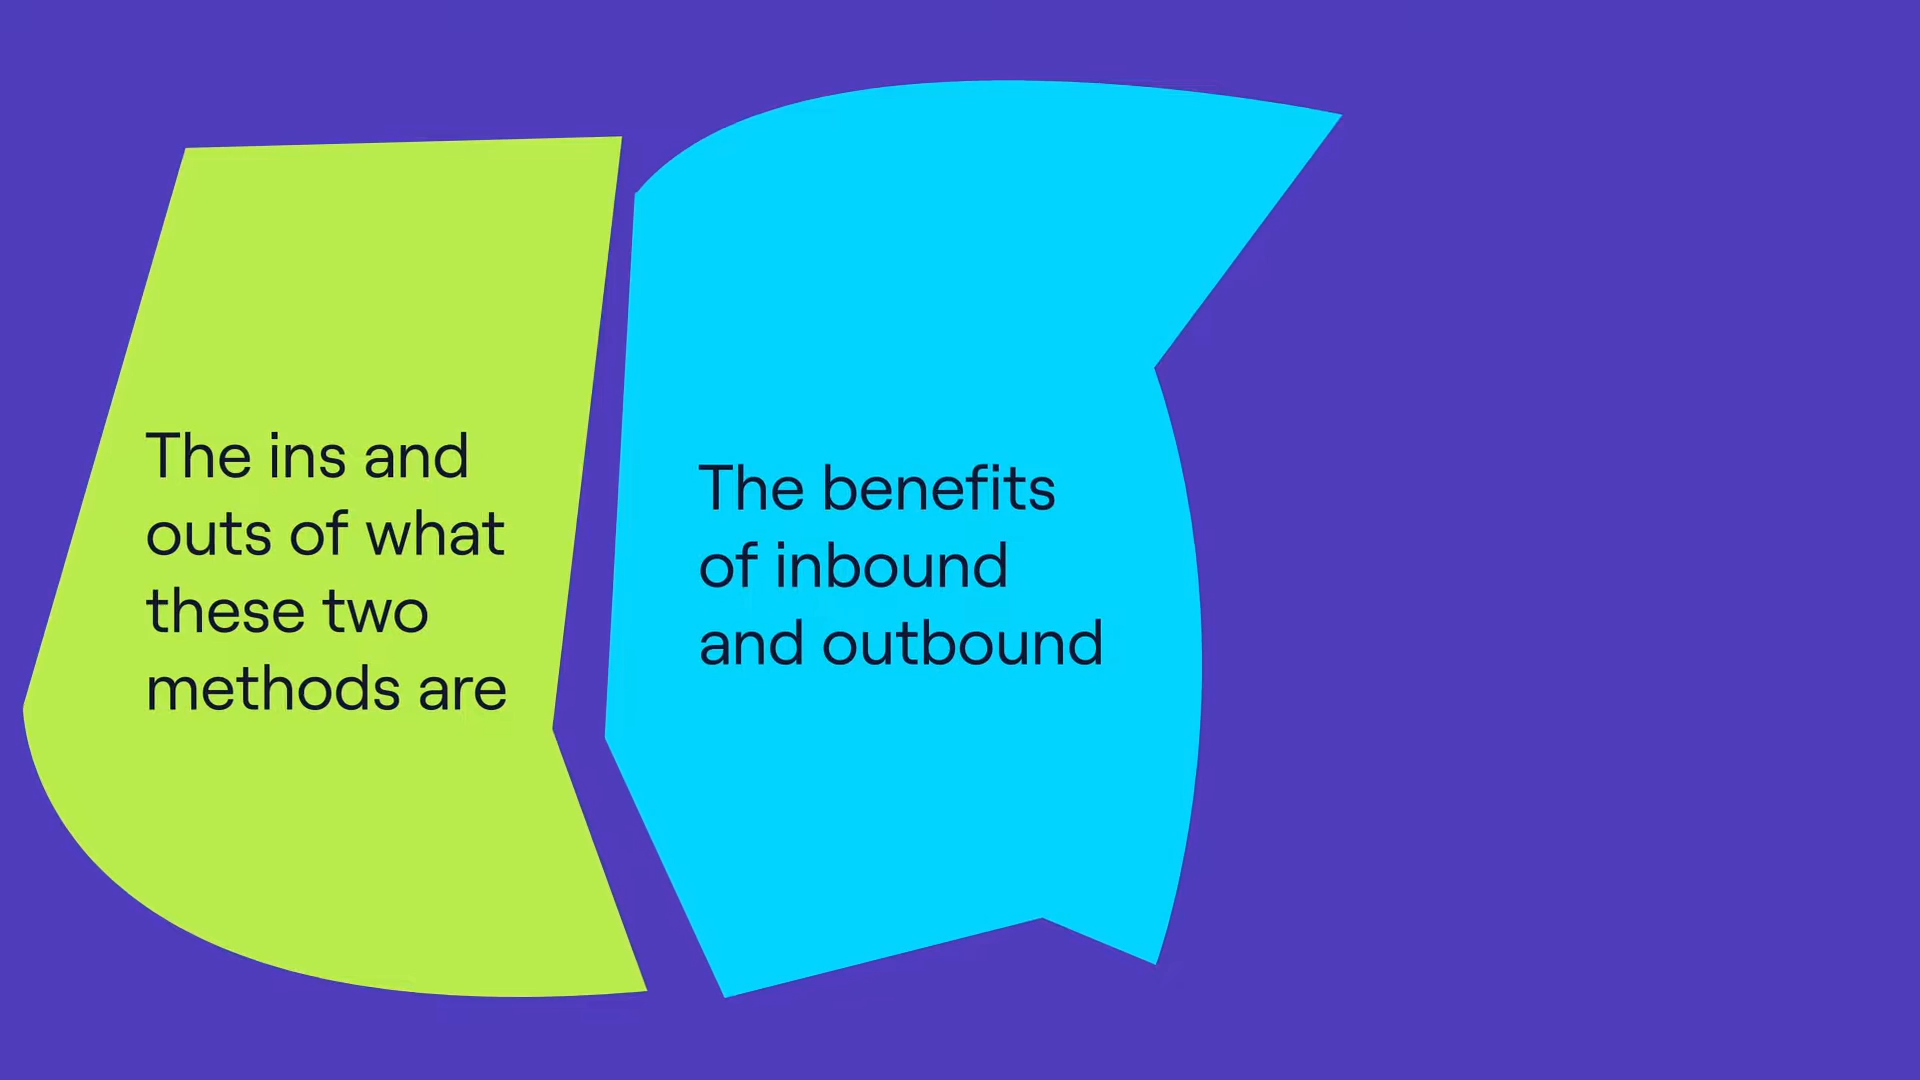 The ins and
outs of what
these two
methods are
The benefits
of inbound
and outbound